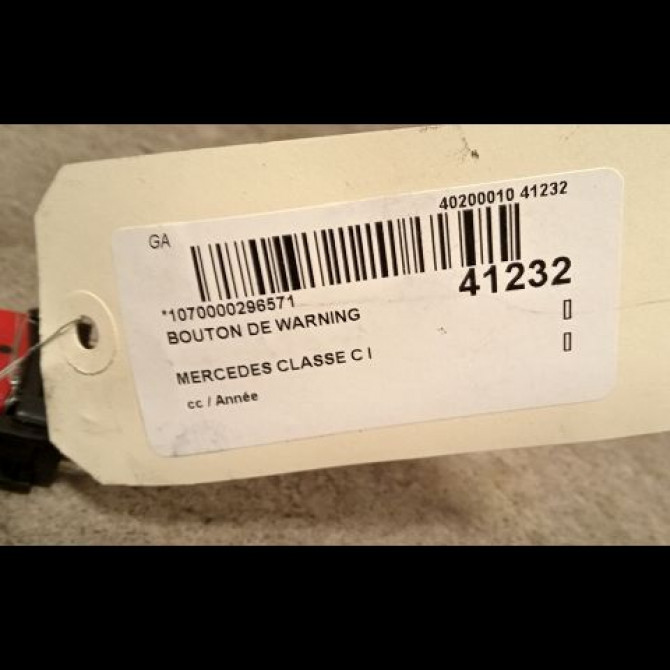 40200010 41232
GA
41232
*1070000296571
BOUTON DE WARNING
MERCEDES CLASSE C I
cc / Année